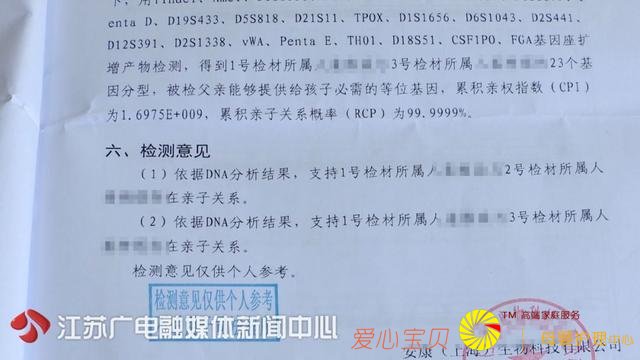 enta D、D19S433、D5S818、D21S11、TPOX、D1S1656、D6S1043、D2S441、
D12S391、D2S1338、vWA、Penta E、TH01、D18S51、CSF1PO、FGA基因座扩
增产物检测，得到1号检材所属人 3号检材所属人 23个基
因分型，被检父亲能够提供给孩子必需的等位基因，累积亲权指数（CPI）
为1.6975E+009，累积亲子关系概率（RCP）为99.9999%。
六、检测意见
（1）依据DNA分析结果，支持1号检材所属人 2号检材所属人
在亲子关系。
（2）依据DNA分析结果，支持1号检材所属人 3号检材所属人
在亲子关系。
检测意见仅供个人参考。
检测意见仅供个人参考
江苏广电融媒体新闻中心
爱心宝贝
TM 高端家庭服务
安康（上海 生物科技有限公司